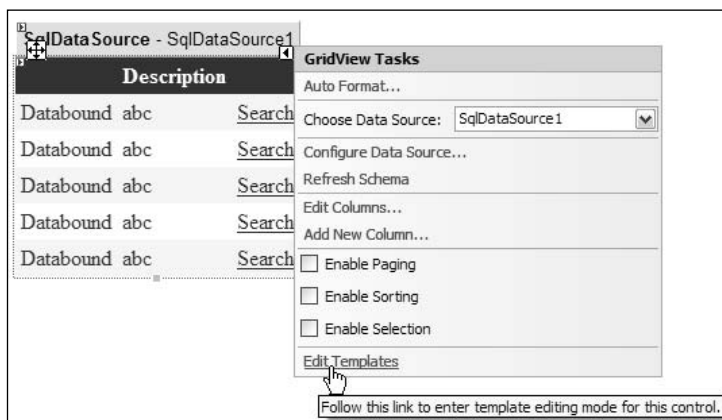 SqlDataSource - SqlDataSource1
Description
Databound abc Search
Databound abc Search
Databound abc Search
Databound abc Search
Databound abc Search
GridView Tasks
Auto Format...
Choose Data Source: SqlDataSource1
Configure Data Source...
Refresh Schema
Edit Columns...
Add New Column...
Enable Paging
Enable Sorting
Enable Selection
Edit Templates
Follow this link to enter template editing mode for this control.